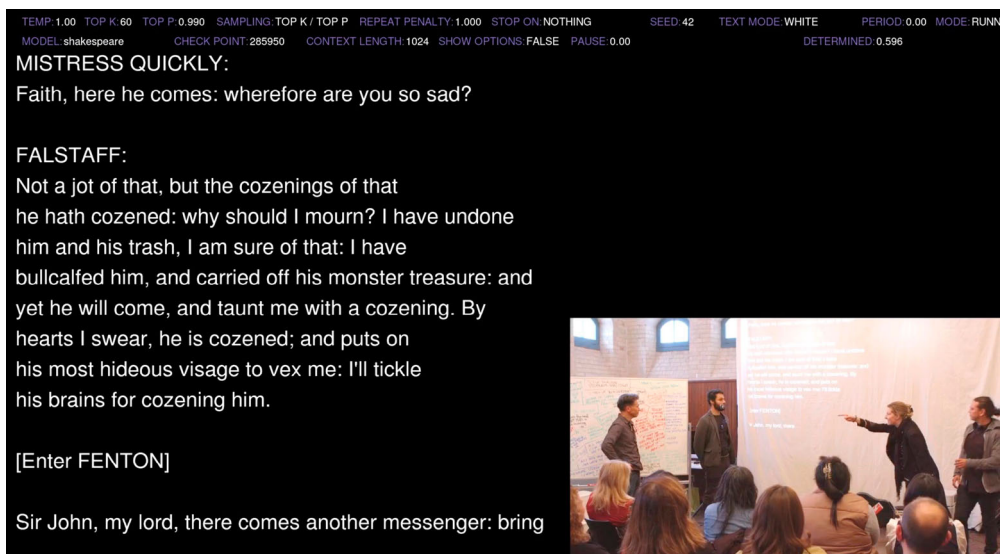 TEMP: 1.00 TOP K: 60 TOP P: 0.990 SAMPLING: TOP K / TOP P REPEAT PENALTY: 1.000 STOP ON: NOTHING SEED: 42 TEXT MODE: WHITE PERIOD: 0.00 MODE: RUNN
MODEL: shakespeare CHECK POINT: 285950 CONTEXT LENGTH: 1024 SHOW OPTIONS: FALSE PAUSE: 0.00 DETERMINED: 0.596
MISTRESS QUICKLY:
Faith, here he comes: wherefore are you so sad?
FALSTAFF:
Not a jot of that, but the cozenings of that
he hath cozened: why should I mourn? I have undone
him and his trash, I am sure of that: I have
bullcalfed him, and carried off his monster treasure: and
yet he will come, and taunt me with a cozening. By
hearts I swear, he is cozened; and puts on
his most hideous visage to vex me: I'll tickle
his brains for cozening him.
[Enter FENTON]
Sir John, my lord, there comes another messenger: bring